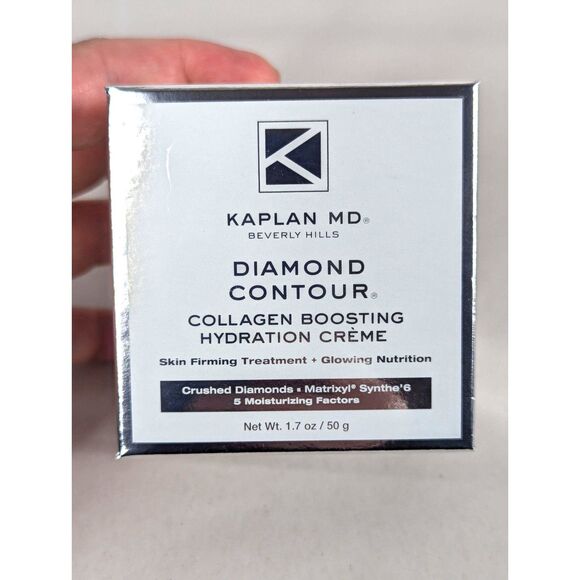 KAPLAN MD®
BEVERLY HILLS
DIAMOND
CONTOUR®
COLLAGEN BOOSTING
HYDRATION CRÈME
Skin Firming Treatment + Glowing Nutrition
Crushed Diamonds ▪ Matrixyl® Synthe'6
5 Moisturizing Factors
Net Wt. 1.7 oz / 50 g